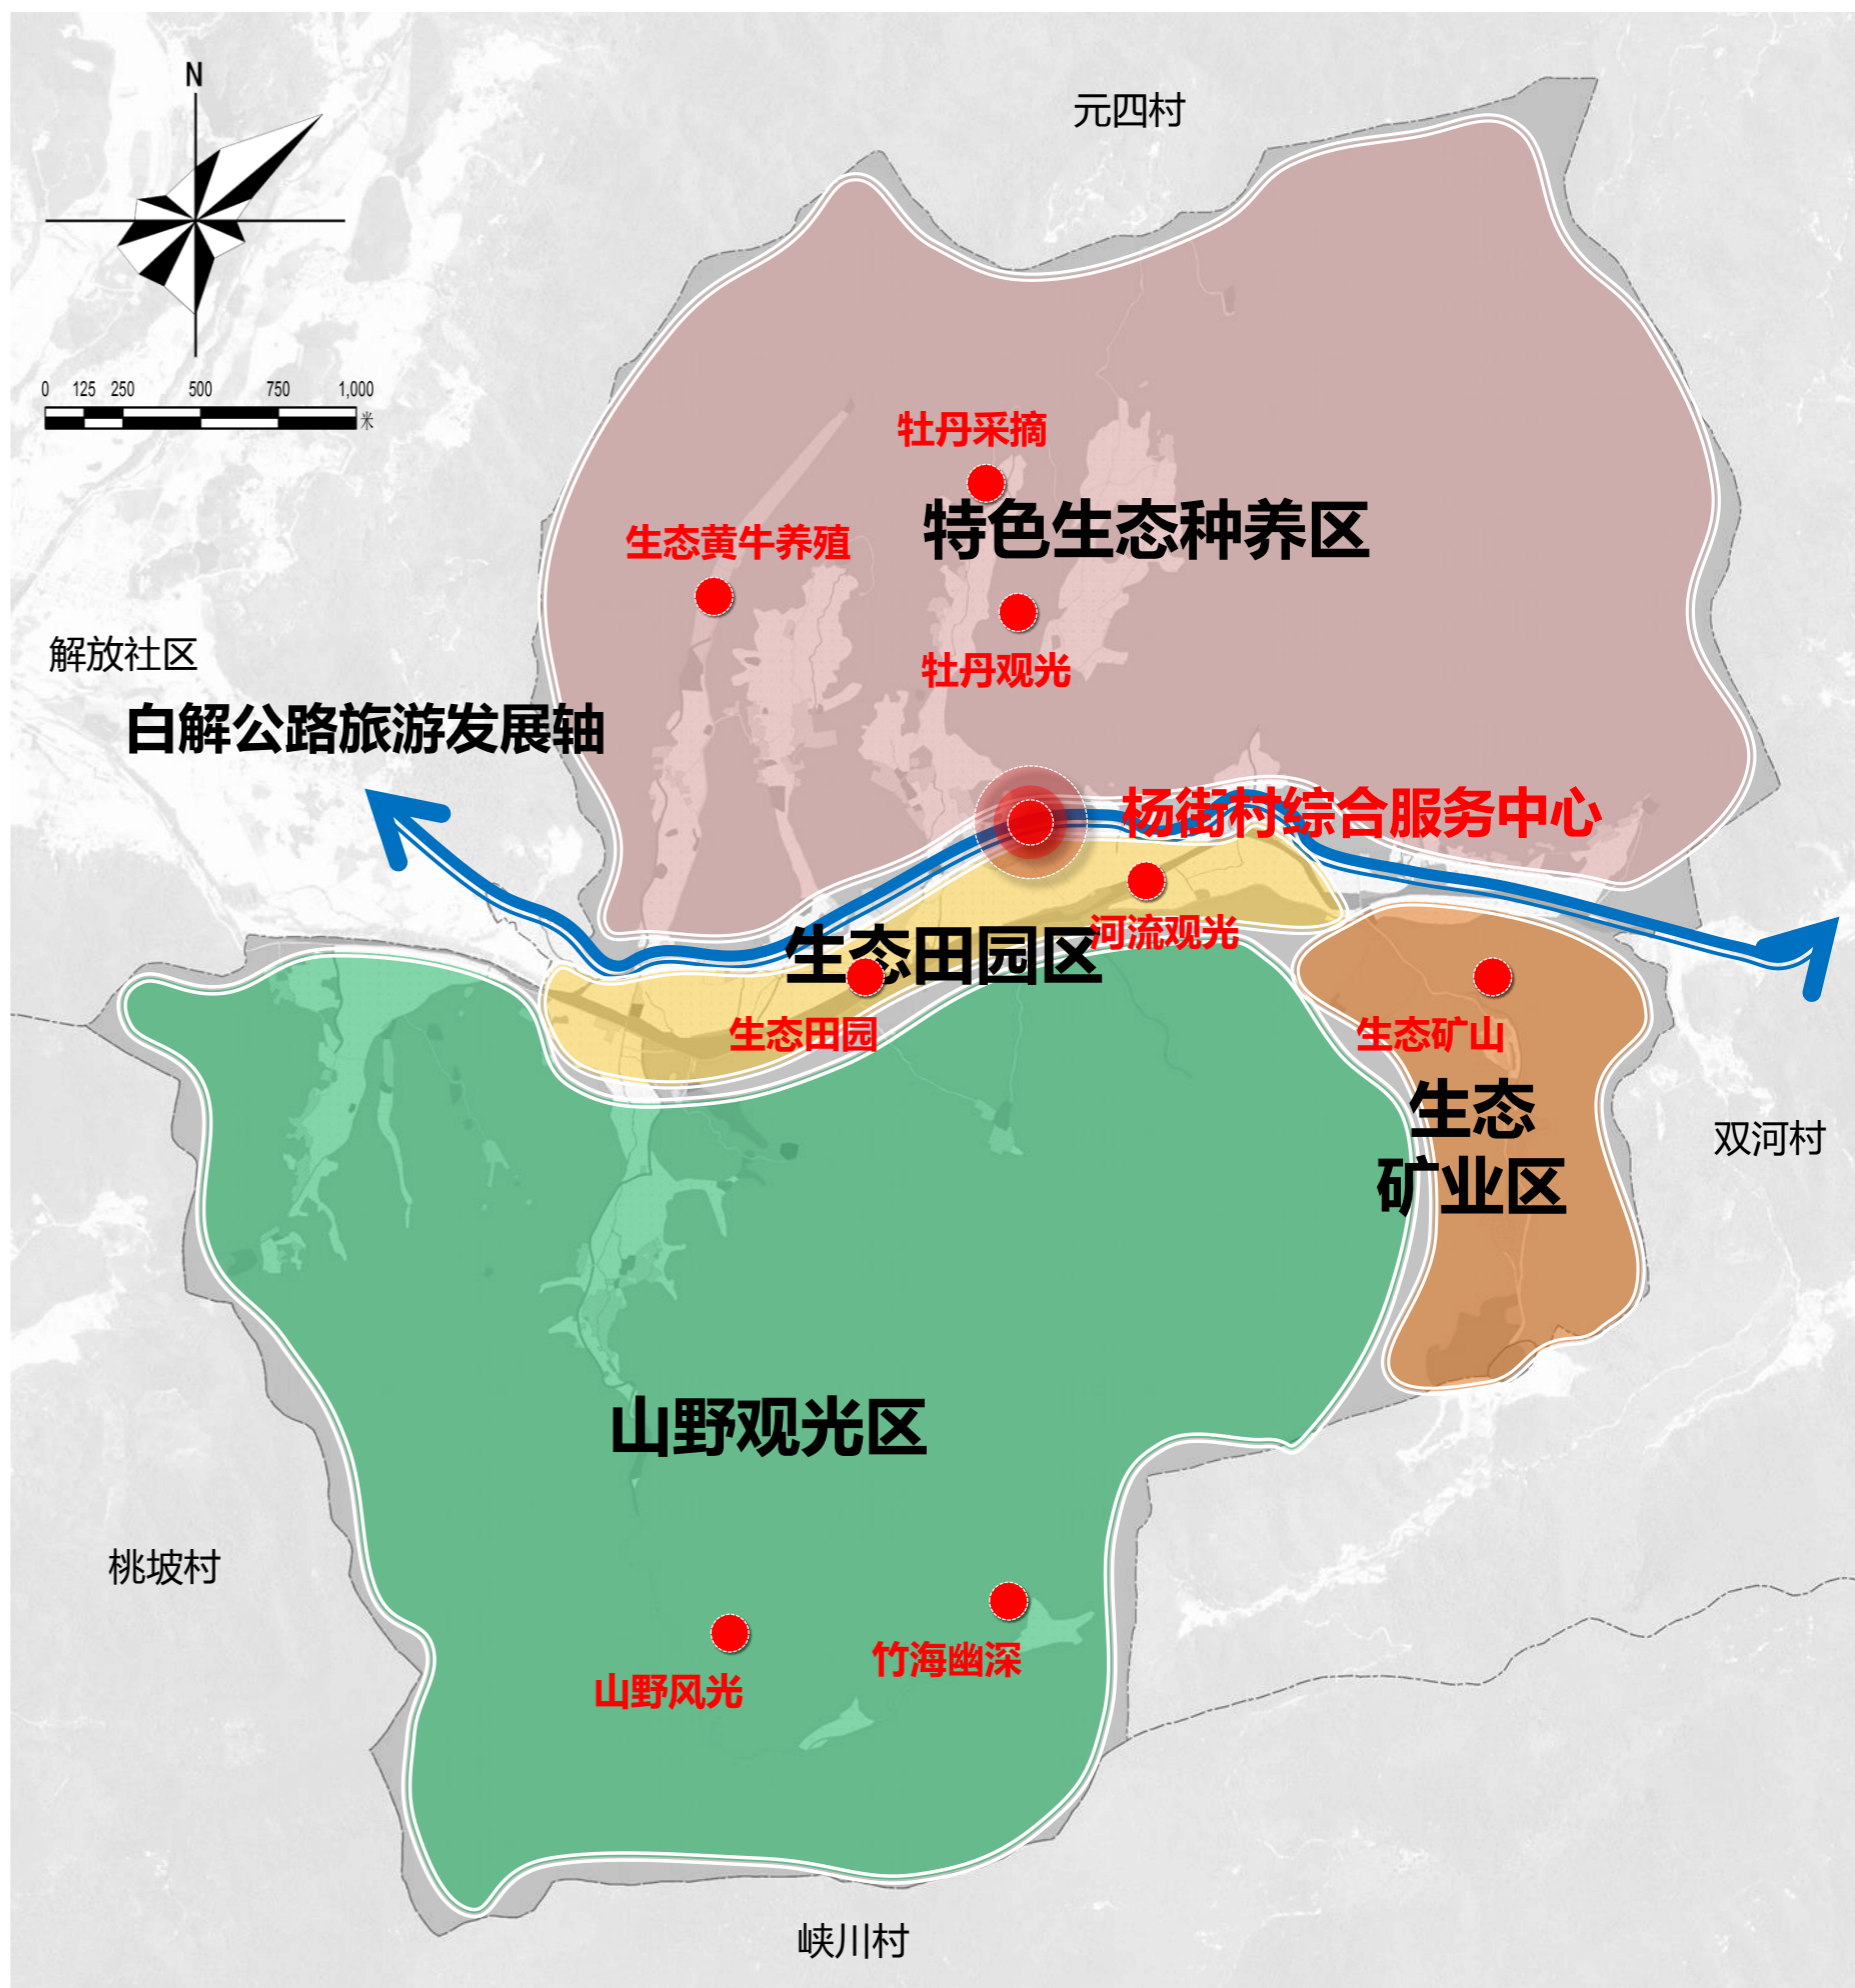 N
元四村
0 125 250 500 750 1,000
米
牡丹采摘
特色生态种养区
生态黄牛养殖
解放社区
牡丹观光
白解公路旅游发展轴
杨街村综合服务中心
河流观光
生态田园区
生态田园
生态矿山
生态
矿业区
双河村
山野观光区
桃坡村
竹海幽深
山野风光
峡川村